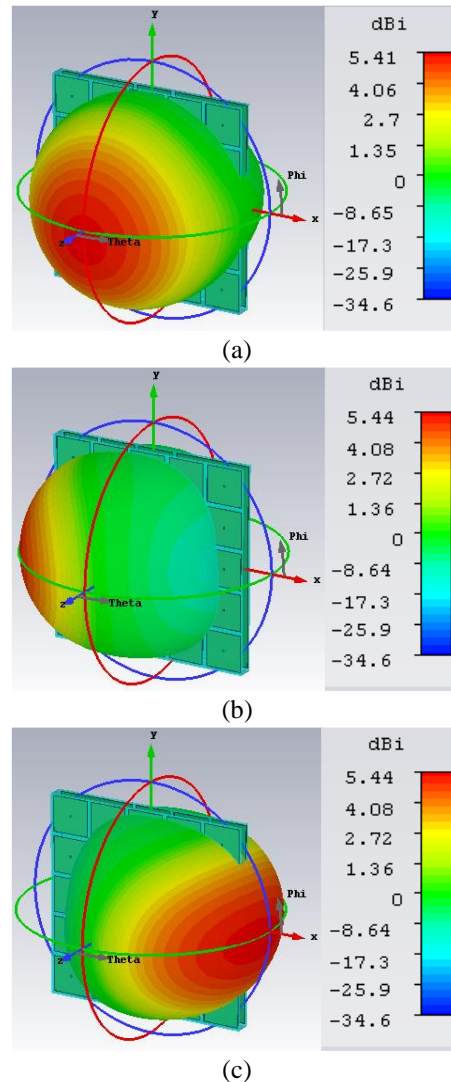 dBi
y
5.41
4.06
2.7
1.35
Phi
0
x
z
Theta
-8.65
-17.3
-25.9
-34.6
(a)
dBi
y
5.44
4.08
2.72
1.36
Phi
0
x
z
Theta
-8.64
-17.3
-25.9
-34.6
(b)
dBi
y
5.44
4.08
2.72
1.36
Phi
0
x
z
Theta
-8.64
-17.3
-25.9
-34.6
(c)